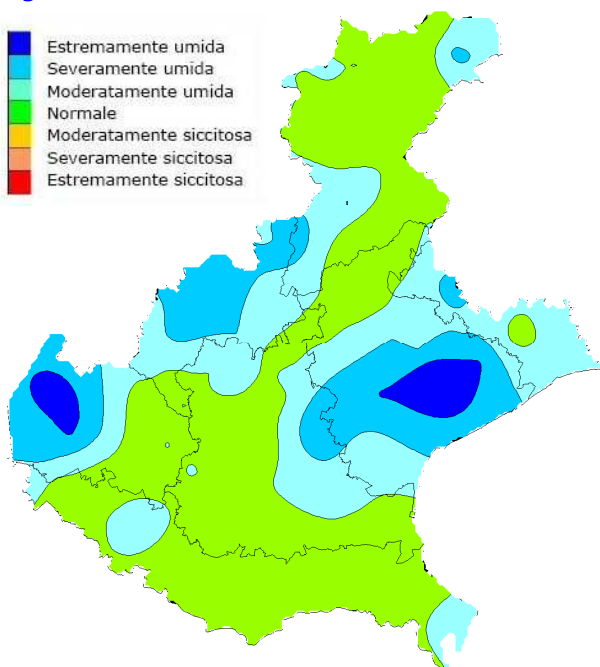 Estremamente umida
Severamente umida
Moderatamente umida
Normale
Moderatamente siccitosa
Severamente siccitosa
Estremamente siccitosa